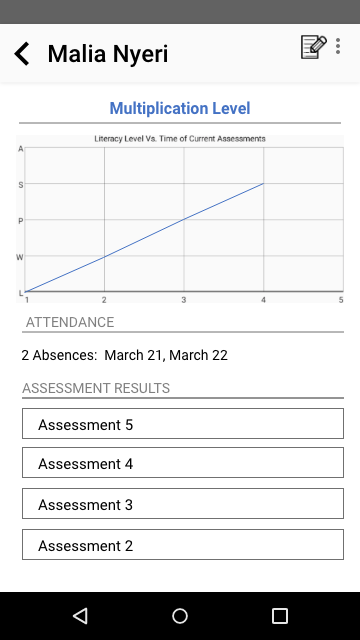 Malia Nyeri
Multiplication Level
Literacy Level Vs. Time of Current Assessments
A
S
P
W
L
1 2 3 4 5
ATTENDANCE
2 Absences: March 21, March 22
ASSESSMENT RESULTS
Assessment 5
Assessment 4
Assessment 3
Assessment 2